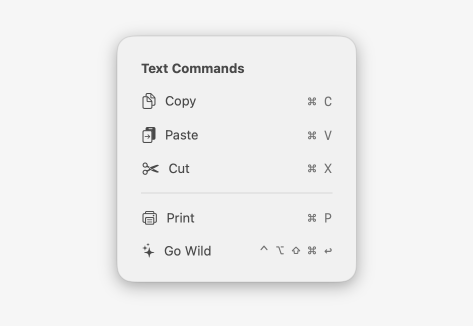 Text Commands
Copy ⌘ C
Paste ⌘ V
Cut ⌘ X
Print ⌘ P
Go Wild ⌃ ⌥ ⇧ ⌘ ↩